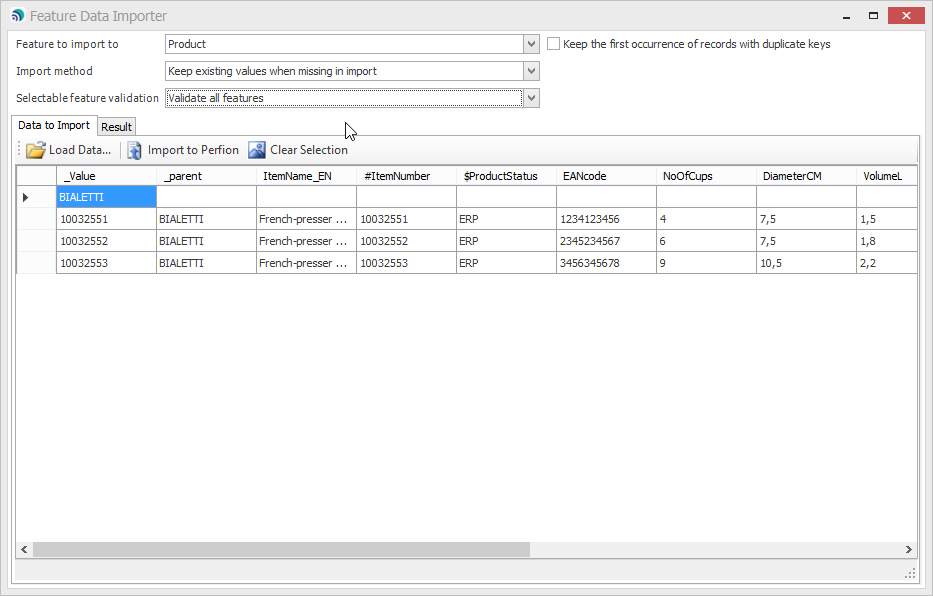 Feature Data Importer
Feature to import to Product Keep the first occurrence of records with duplicate keys
Import method Keep existing values when missing in import
Selectable feature validation Validate all features
Data to Import Result
Load Data... Import to Perfion Clear Selection
_Value _parent ItemName_EN #ItemNumber $ProductStatus EANcode NoOfCups DiameterCM VolumeL
BIALETTI
10032551 BIALETTI French-presser ... 10032551 ERP 1234123456 4 7,5 1,5
10032552 BIALETTI French-presser ... 10032552 ERP 2345234567 6 7,5 1,8
10032553 BIALETTI French-presser ... 10032553 ERP 3456345678 9 10,5 2,2